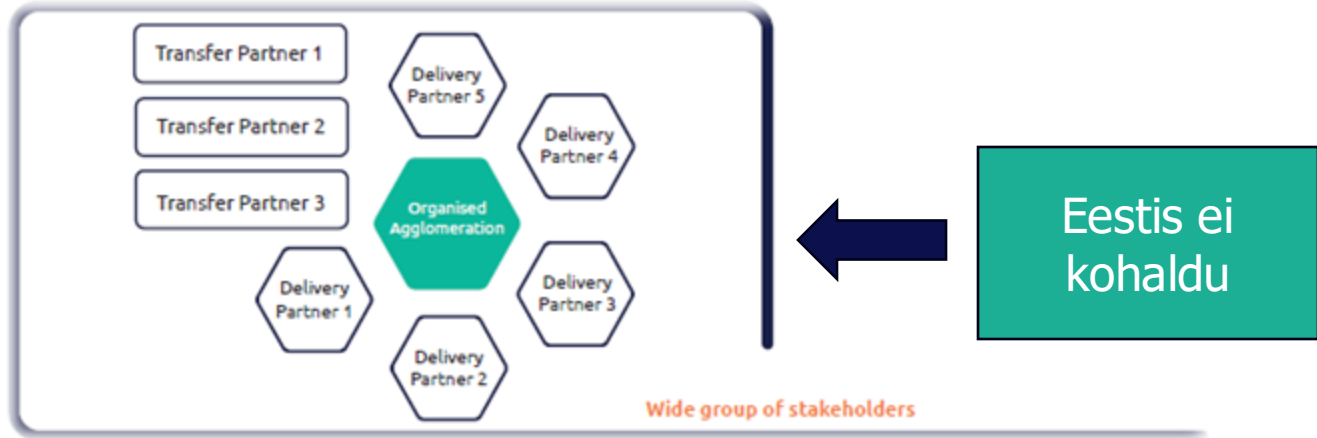 Transfer Partner 1
Transfer Partner 2
Transfer Partner 3
Delivery
Partner 5
Delivery
Partner 4
Organised
Agglomeration
Delivery
Partner 1
Delivery
Partner 3
Delivery
Partner 2
Wide group of stakeholders
Eestis ei
kohaldu